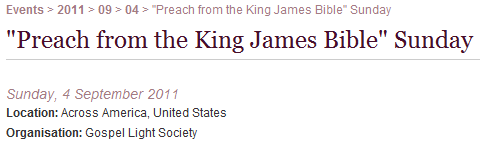 Events > 2011 > 09 > 04 > "Preach from the King James Bible" Sunday
"Preach from the King James Bible" Sunday
Sunday, 4 September 2011
Location: Across America, United States
Organisation: Gospel Light Society